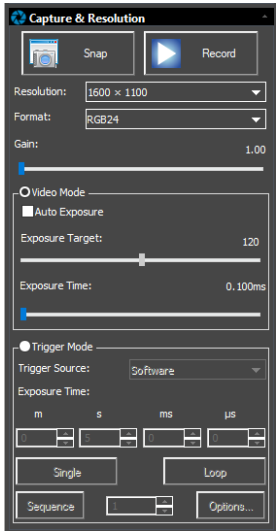 Capture & Resolution
Snap Record
Resolution: 1600 × 1100
Format: RGB24
Gain:
1.00
Video Mode
Auto Exposure
Exposure Target: 120
Exposure Time: 0.100ms
Trigger Mode
Trigger Source: Software
Exposure Time:
m s ms µs
0 5 0 0
Single Loop
Sequence 1 Options...